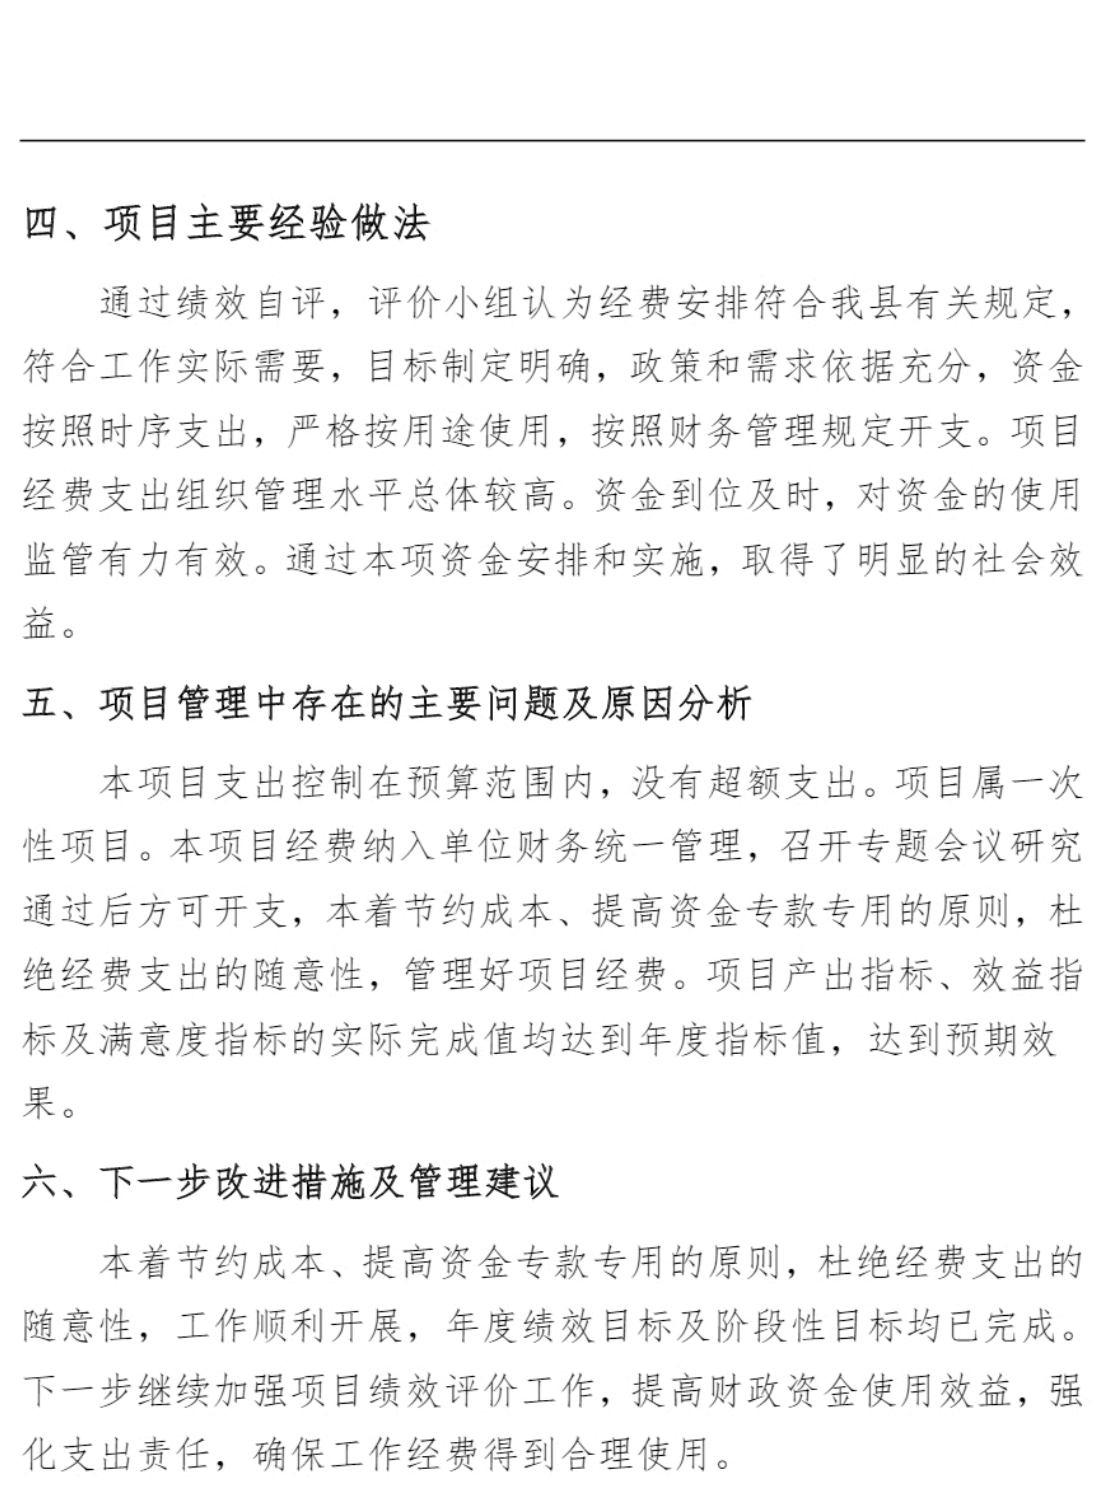 四、项目主要经验做法
通过绩效自评，评价小组认为经费安排符合我县有关规定，
符合工作实际需要，目标制定明确，政策和需求依据充分，资金
按照时序支出，严格按用途使用，按照财务管理规定开支。项目
经费支出组织管理水平总体较高。资金到位及时，对资金的使用
监管有力有效。通过本项资金安排和实施，取得了明显的社会效
益。
五、项目管理中存在的主要问题及原因分析
本项目支出控制在预算范围内，没有超额支出。项目属一次
性项目。本项目经费纳入单位财务统一管理，召开专题会议研究
通过后方可开支，本着节约成本、提高资金专款专用的原则，杜
绝经费支出的随意性，管理好项目经费。项目产出指标、效益指
标及满意度指标的实际完成值均达到年度指标值，达到预期效
果。
六、下一步改进措施及管理建议
本着节约成本、提高资金专款专用的原则，杜绝经费支出的
随意性，工作顺利开展，年度绩效目标及阶段性目标均已完成。
下一步继续加强项目绩效评价工作，提高财政资金使用效益，强
化支出责任，确保工作经费得到合理使用。